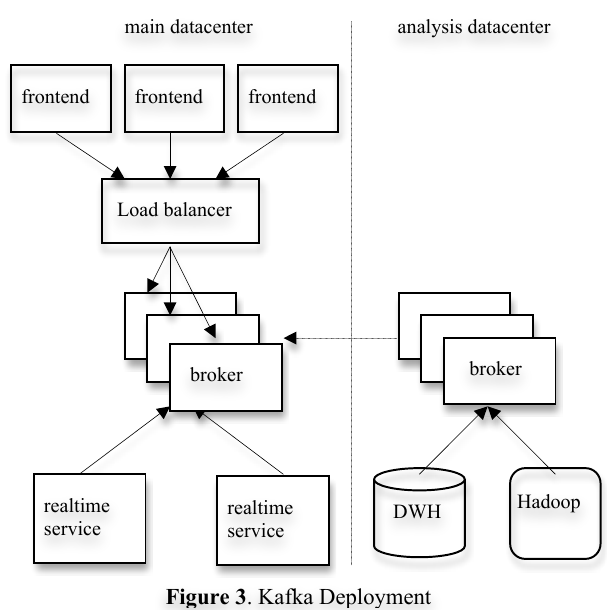 main datacenter
analysis datacenter
frontend
frontend
frontend
Load balancer
broker
broker
realtime
service
realtime
service
DWH
Hadoop
Figure 3. Kafka Deployment